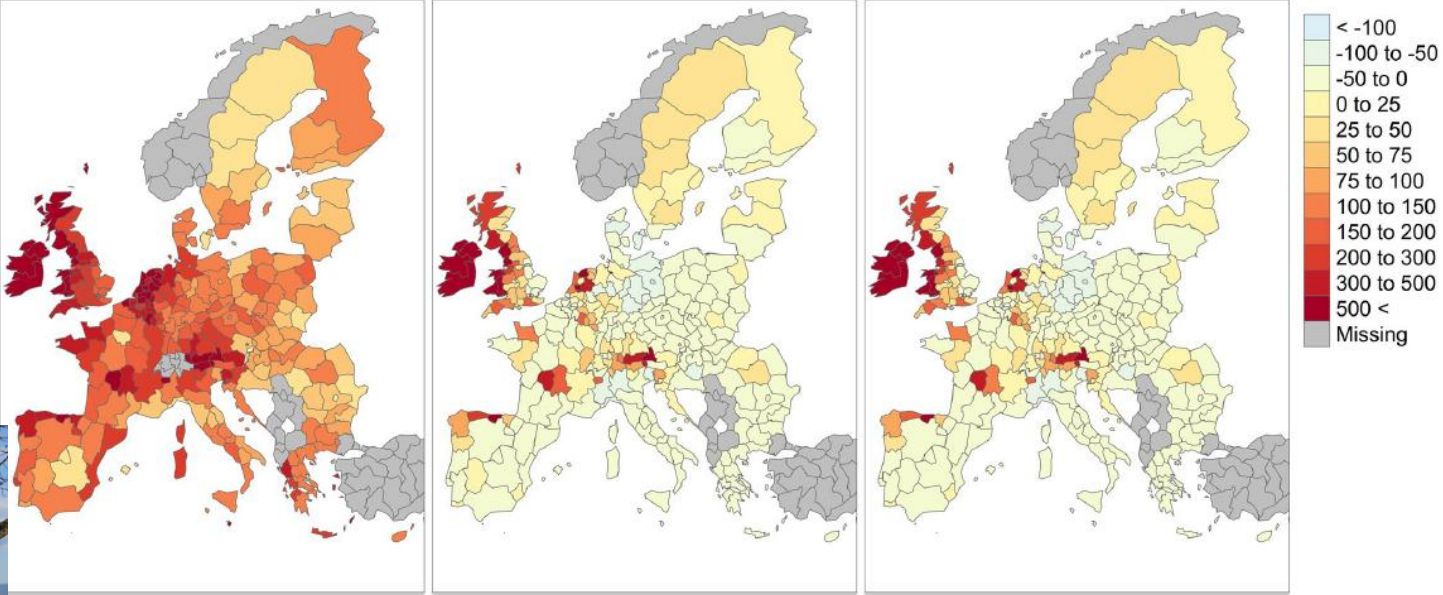 < -100
-100 to -50
-50 to 0
0 to 25
25 to 50
50 to 75
75 to 100
100 to 150
150 to 200
200 to 300
300 to 500
500 <
Missing